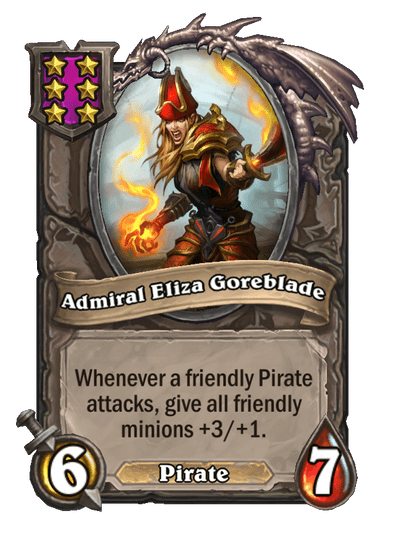 Admiral Eliza Goreblade
Whenever a friendly Pirate
attacks, give all friendly
minions +3/+1.
6
Pirate
7